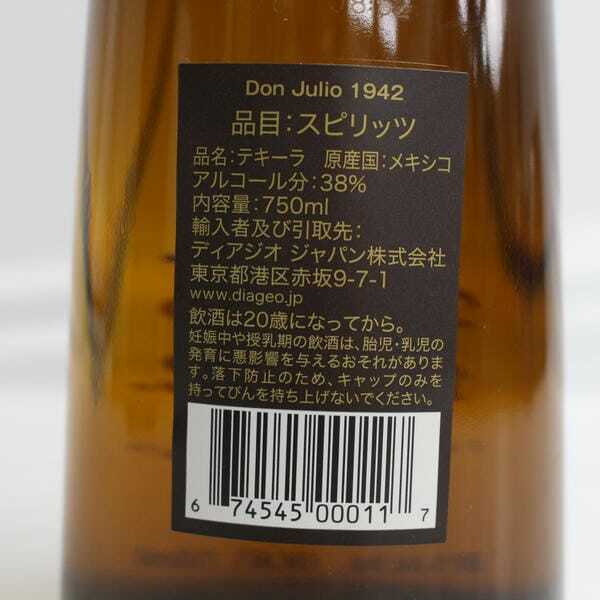 Don Julio 1942
品目：スピリッツ
品名：テキーラ　原産国：メキシコ
アルコール分：38%
内容量：750ml
輸入者及び引取先：
ディアジオ ジャパン株式会社
東京都港区赤坂9-7-1
www.diageo.jp
飲酒は20歳になってから。
妊娠中や授乳期の飲酒は、胎児・乳児の
発育に悪影響を与えるおそれがありま
す。落下防止のため、キャップのみを
持ってびんを持ち上げないでください。
6 74545 00011 7